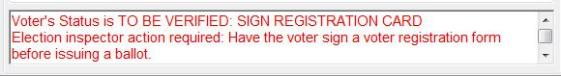 Voter's Status is TO BE VERIFIED: SIGN REGISTRATION CARD
Election inspector action required: Have the voter sign a voter registration form
before issuing a ballot.